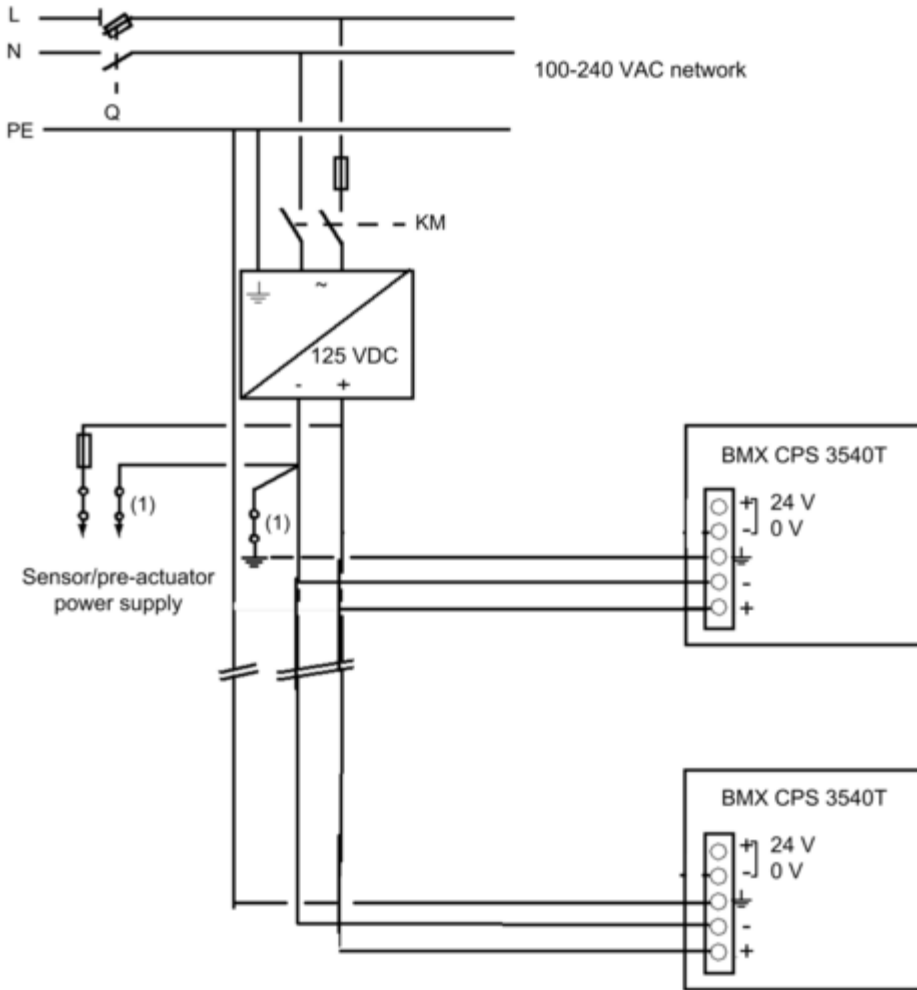 L
N
100-240 VAC network
Q
PE
KM
~
125 VDC
- +
BMX CPS 3540T
+ 24 V
- 0 V
(1)
(1)
-
+
Sensor/pre-actuator
power supply
BMX CPS 3540T
+ 24 V
- 0 V
-
+